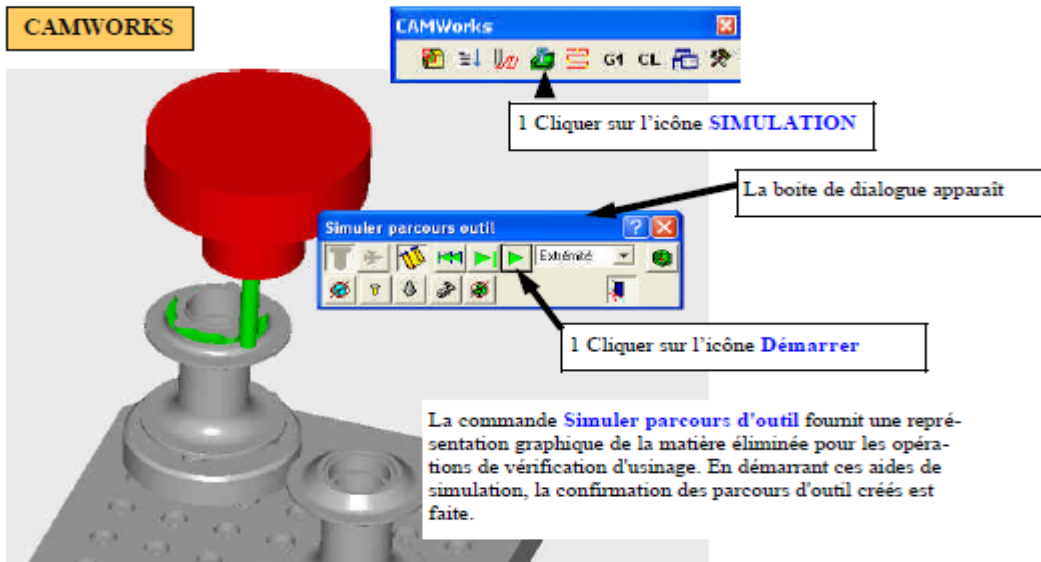 CAMWORKS
CAMWorks
G1 CL
1 Cliquer sur l'icône SIMULATION
La boite de dialogue apparaît
Simuler parcours outil
Extrémité
1 Cliquer sur l'icône Démarrer
La commande Simuler parcours d'outil fournit une repré-
sentation graphique de la matière éliminée pour les opéra-
tions de vérification d'usinage. En démarrant ces aides de
simulation, la confirmation des parcours d'outil créés est
faite.